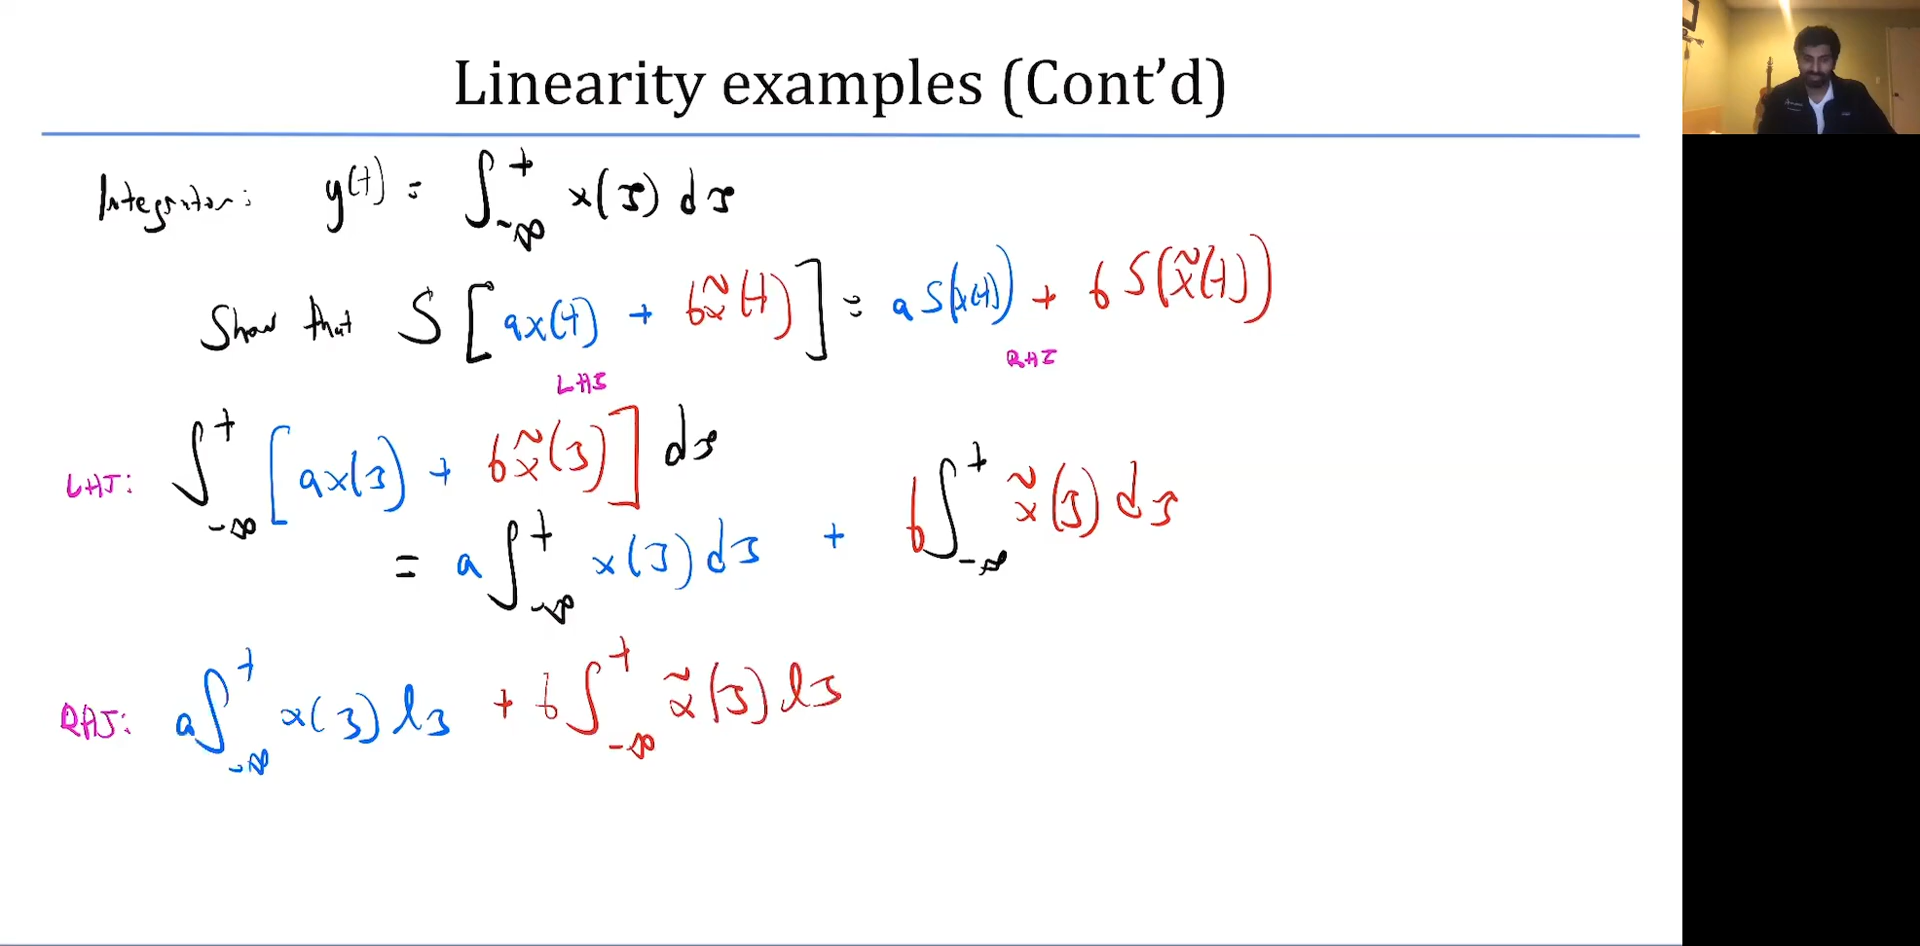 Linearity examples (Cont'd)
Integrator: y(t) = ∫_{-∞}^{t} x(τ) dτ
Show that S[ax(t) + bx̃(t)] = aS(x(t)) + bS(x̃(t))
LHS RHS
LHS: ∫_{-∞}^{t} [ax(τ) + bx̃(τ)] dτ
= a∫_{-∞}^{t} x(τ)dτ + b∫_{-∞}^{t} x̃(τ)dτ
RHS: a∫_{-∞}^{t} x(τ)dτ + b∫_{-∞}^{t} x̃(τ)dτ